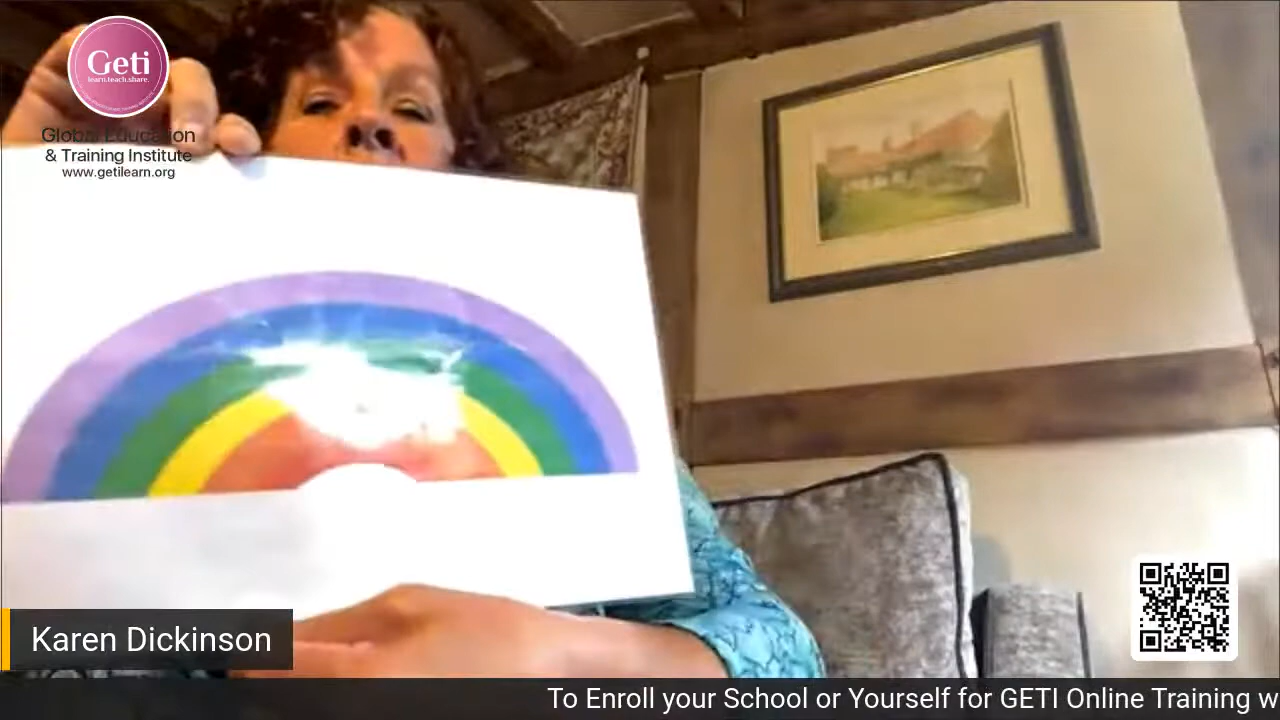 Geti
learn.teach.share.
Global Education
& Training Institute
www.getilearn.org
Karen Dickinson
To Enroll your School or Yourself for GETI Online Training w